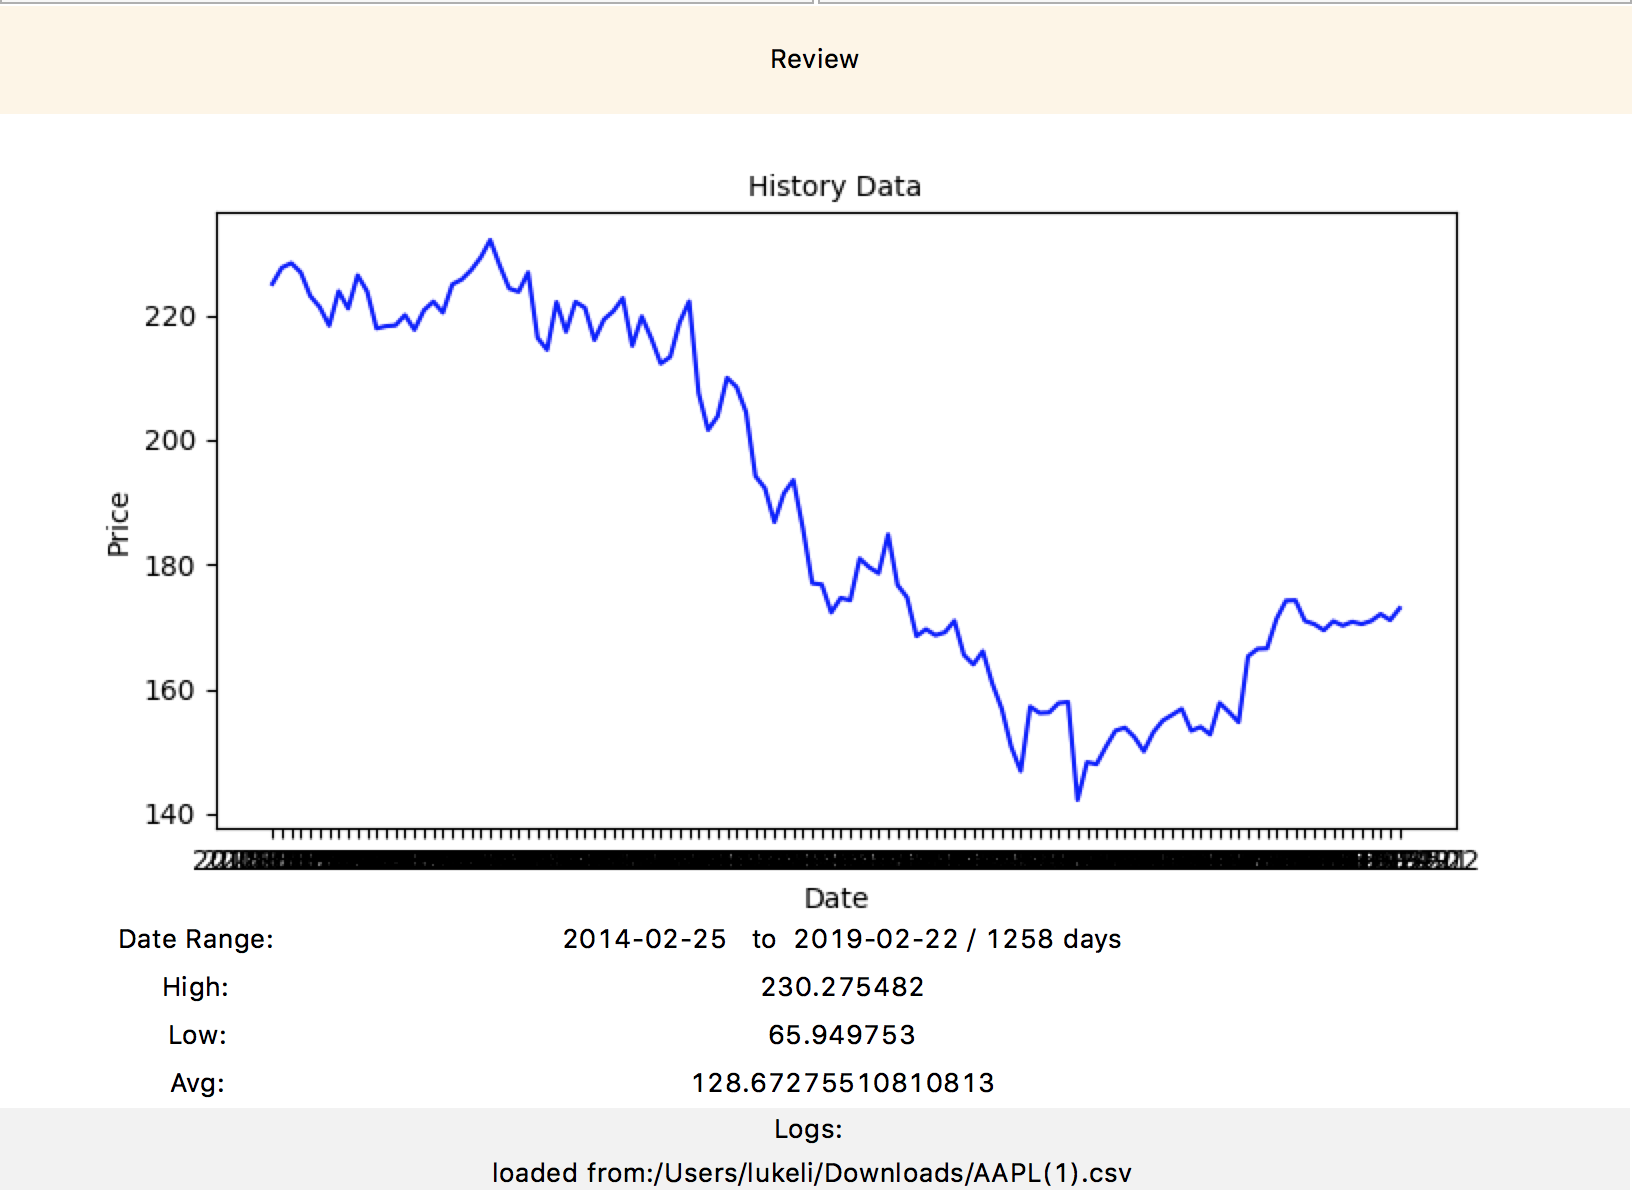 Review
History Data
220
200
180
160
140
Price
Date
Date Range: 2014-02-25 to 2019-02-22 / 1258 days
High: 230.275482
Low: 65.949753
Avg: 128.67275510810813
Logs:
loaded from:/Users/lukeli/Downloads/AAPL(1).csv